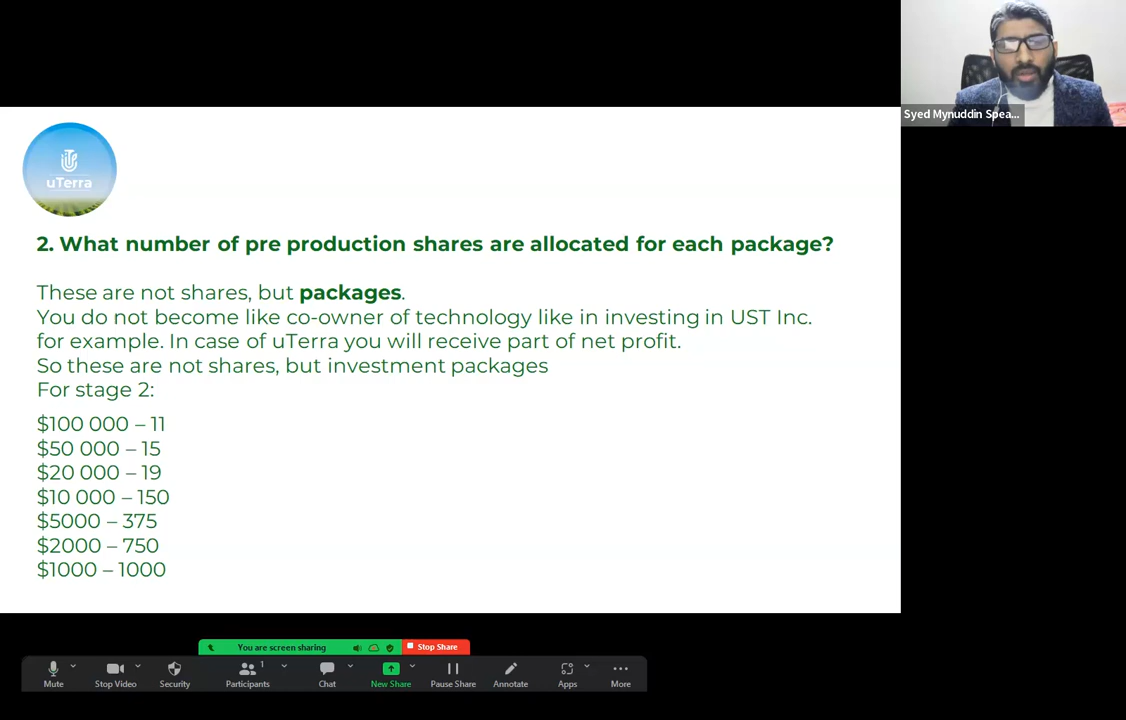 Syed Mynuddin Spea...
uTerra
2. What number of pre production shares are allocated for each package?
These are not shares, but packages.
You do not become like co-owner of technology like in investing in UST Inc.
for example. In case of uTerra you will receive part of net profit.
So these are not shares, but investment packages
For stage 2:
$100 000 – 11
$50 000 – 15
$20 000 – 19
$10 000 – 150
$5000 – 375
$2000 – 750
$1000 – 1000
You are screen sharing
Stop Share
1
Mute
Stop Video
Security
Participants
Chat
New Share
Pause Share
Annotate
Apps
More